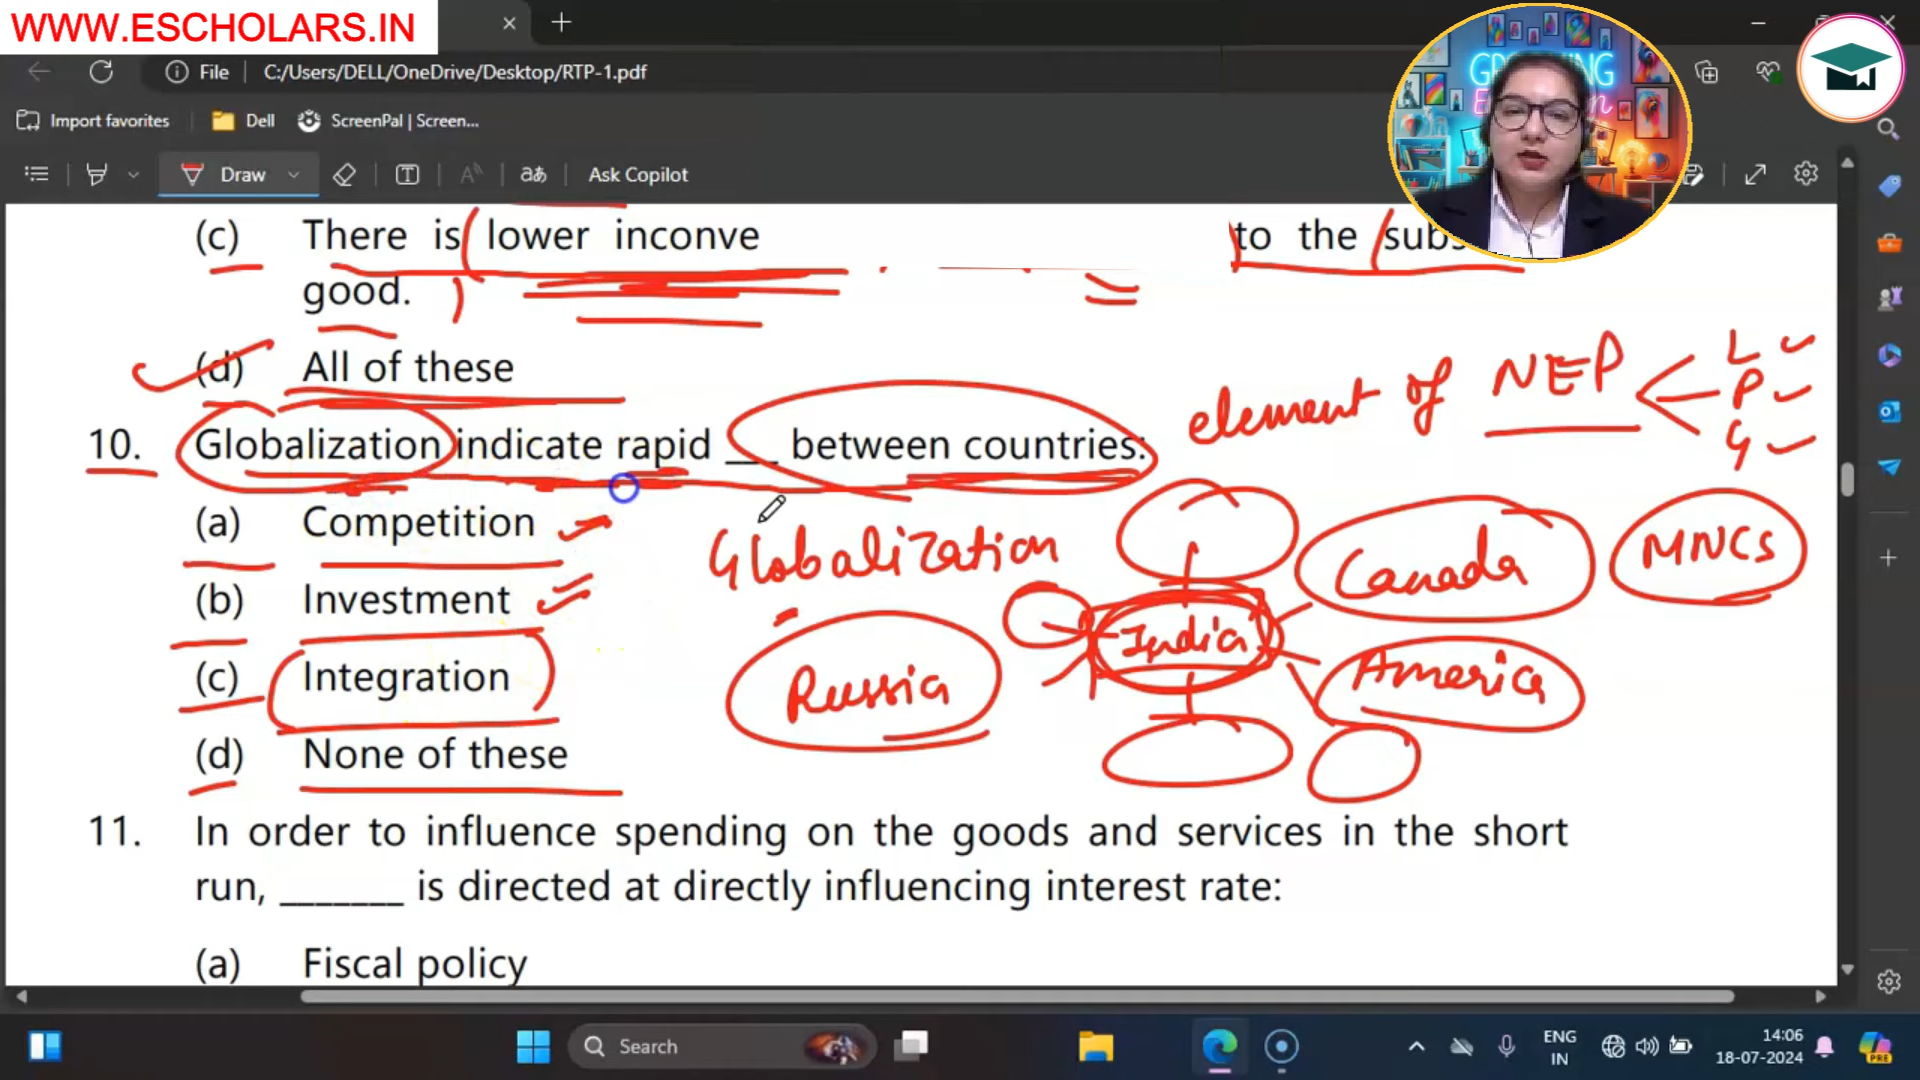 WWW.ESCHOLARS.IN
File C:/Users/DELL/OneDrive/Desktop/RTP-1.pdf
Import favorites Dell ScreenPal | Screen...
Draw Ask Copilot
(c) There is lower inconve to the subs
good.
(d) All of these
element of NEP L P G
10. Globalization indicate rapid ___ between countries:
(a) Competition
Globalization Canada MNCs
(b) Investment
India
(c) Integration
Russia America
(d) None of these
11. In order to influence spending on the goods and services in the short
run, _______ is directed at directly influencing interest rate:
(a) Fiscal policy
Search
ENG
IN
14:06
18-07-2024
PRE